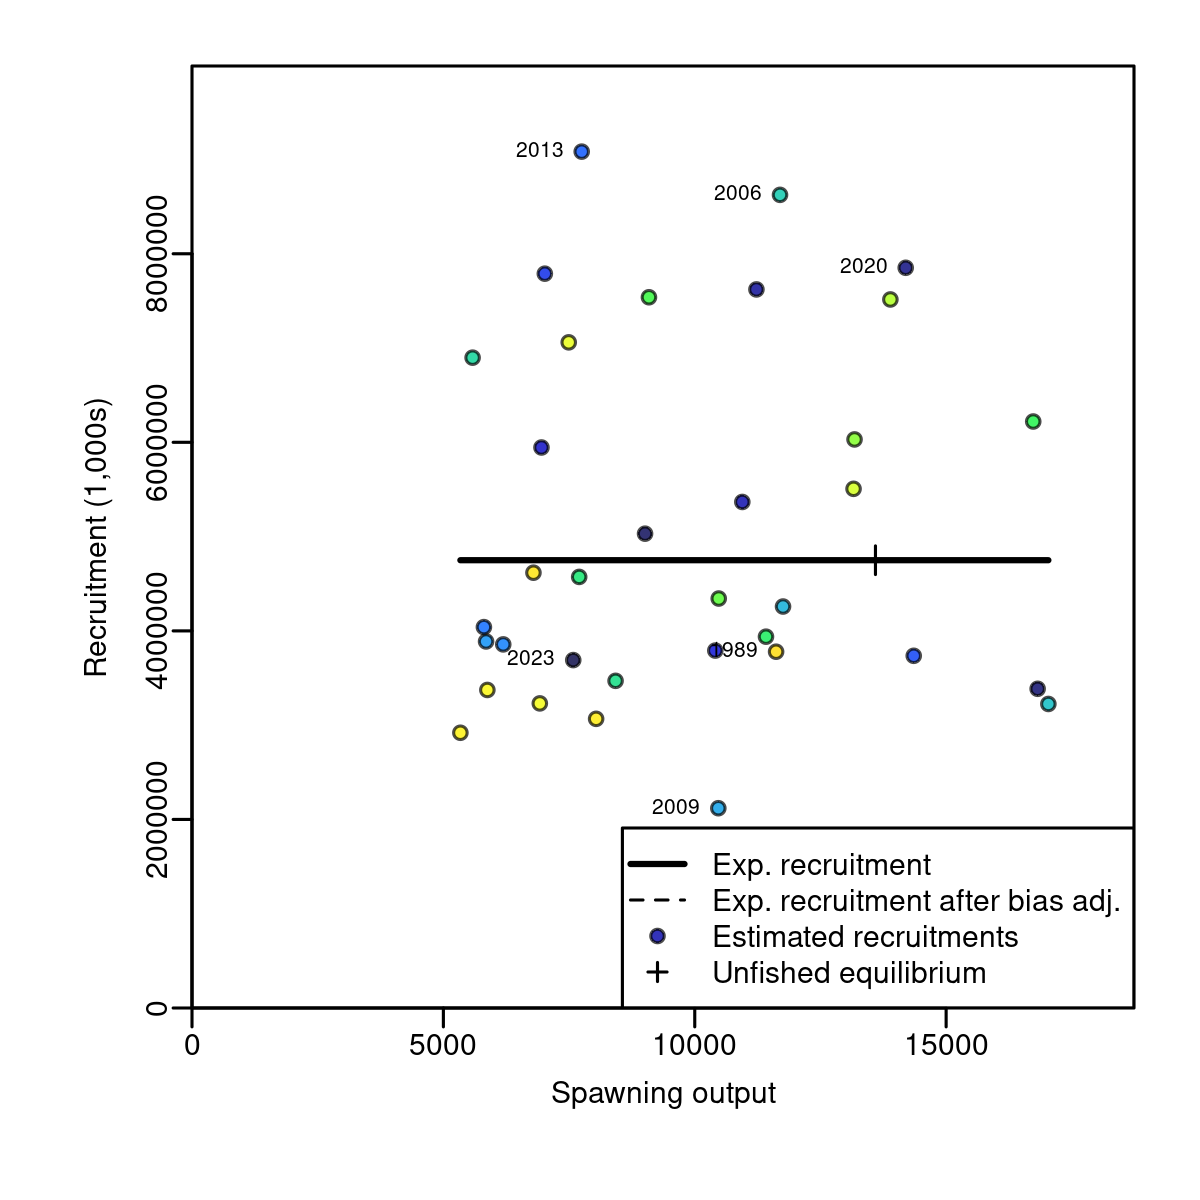 2013
2006
2020
1989
2023
2009
8000000
6000000
4000000
2000000
0
Recruitment (1,000s)
0
5000
10000
15000
Spawning output
Exp. recruitment
Exp. recruitment after bias adj.
Estimated recruitments
Unfished equilibrium